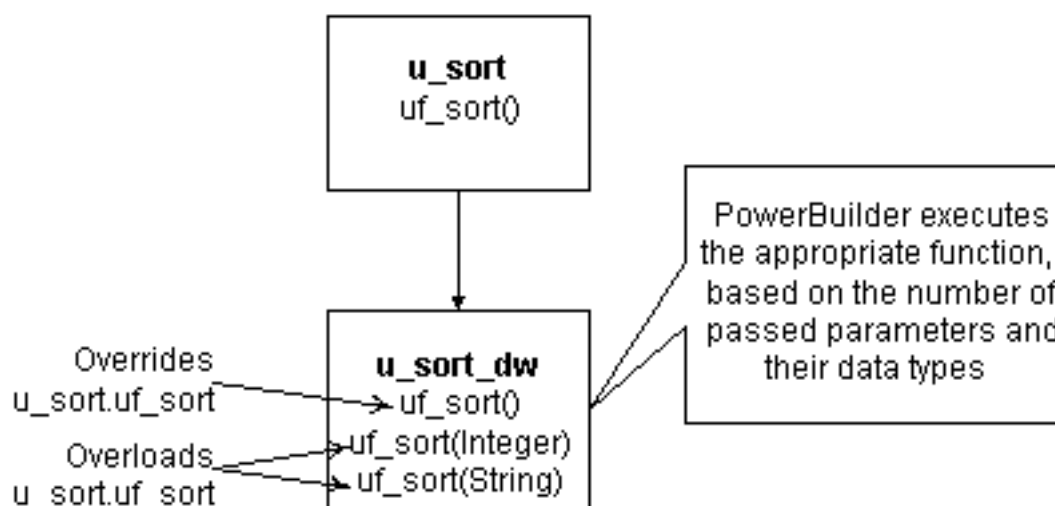 u_sort
uf_sort()
PowerBuilder executes
the appropriate function,
based on the number of
passed parameters and
their data types
Overrides
u_sort.uf_sort
u_sort_dw
uf_sort()
uf_sort(Integer)
uf_sort(String)
Overloads
u_sort.uf_sort